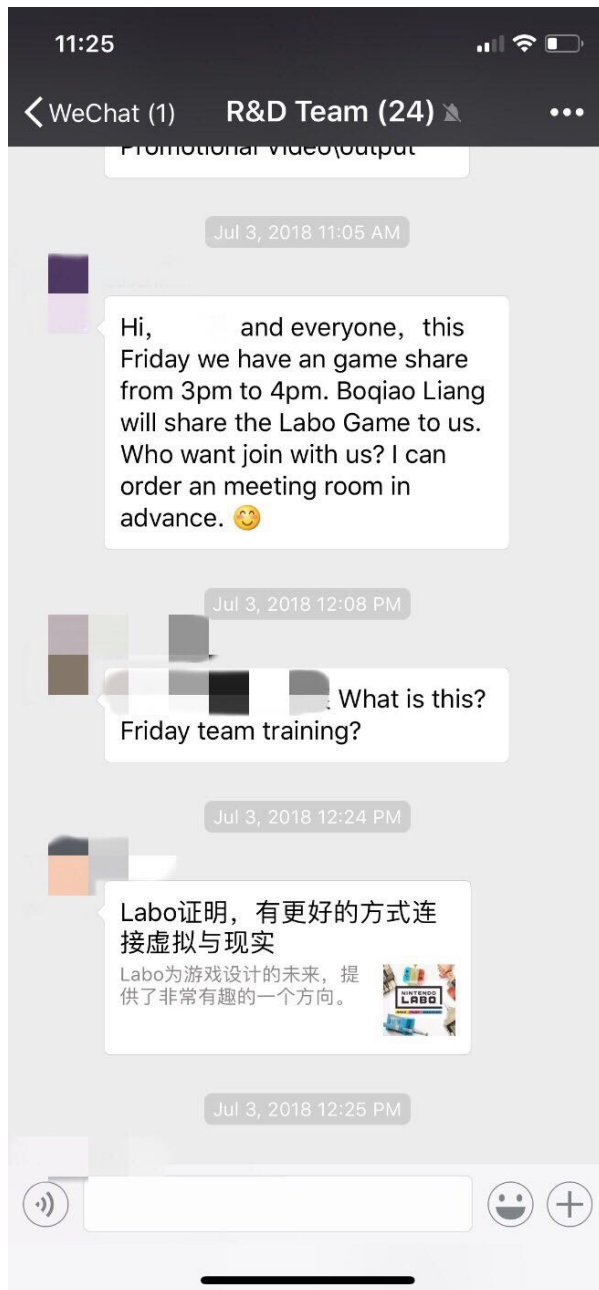 11:25
WeChat (1)
R&D Team (24)
Promotional Video\output
Jul 3, 2018 11:05 AM
Hi, and everyone，this
Friday we have an game share
from 3pm to 4pm. Boqiao Liang
will share the Labo Game to us.
Who want join with us? I can
order an meeting room in
advance. 😊
Jul 3, 2018 12:08 PM
What is this?
Friday team training?
Jul 3, 2018 12:24 PM
Labo证明，有更好的方式连
接虚拟与现实
Labo为游戏设计的未来，提
供了非常有趣的一个方向。
NINTENDO
LABO
Jul 3, 2018 12:25 PM